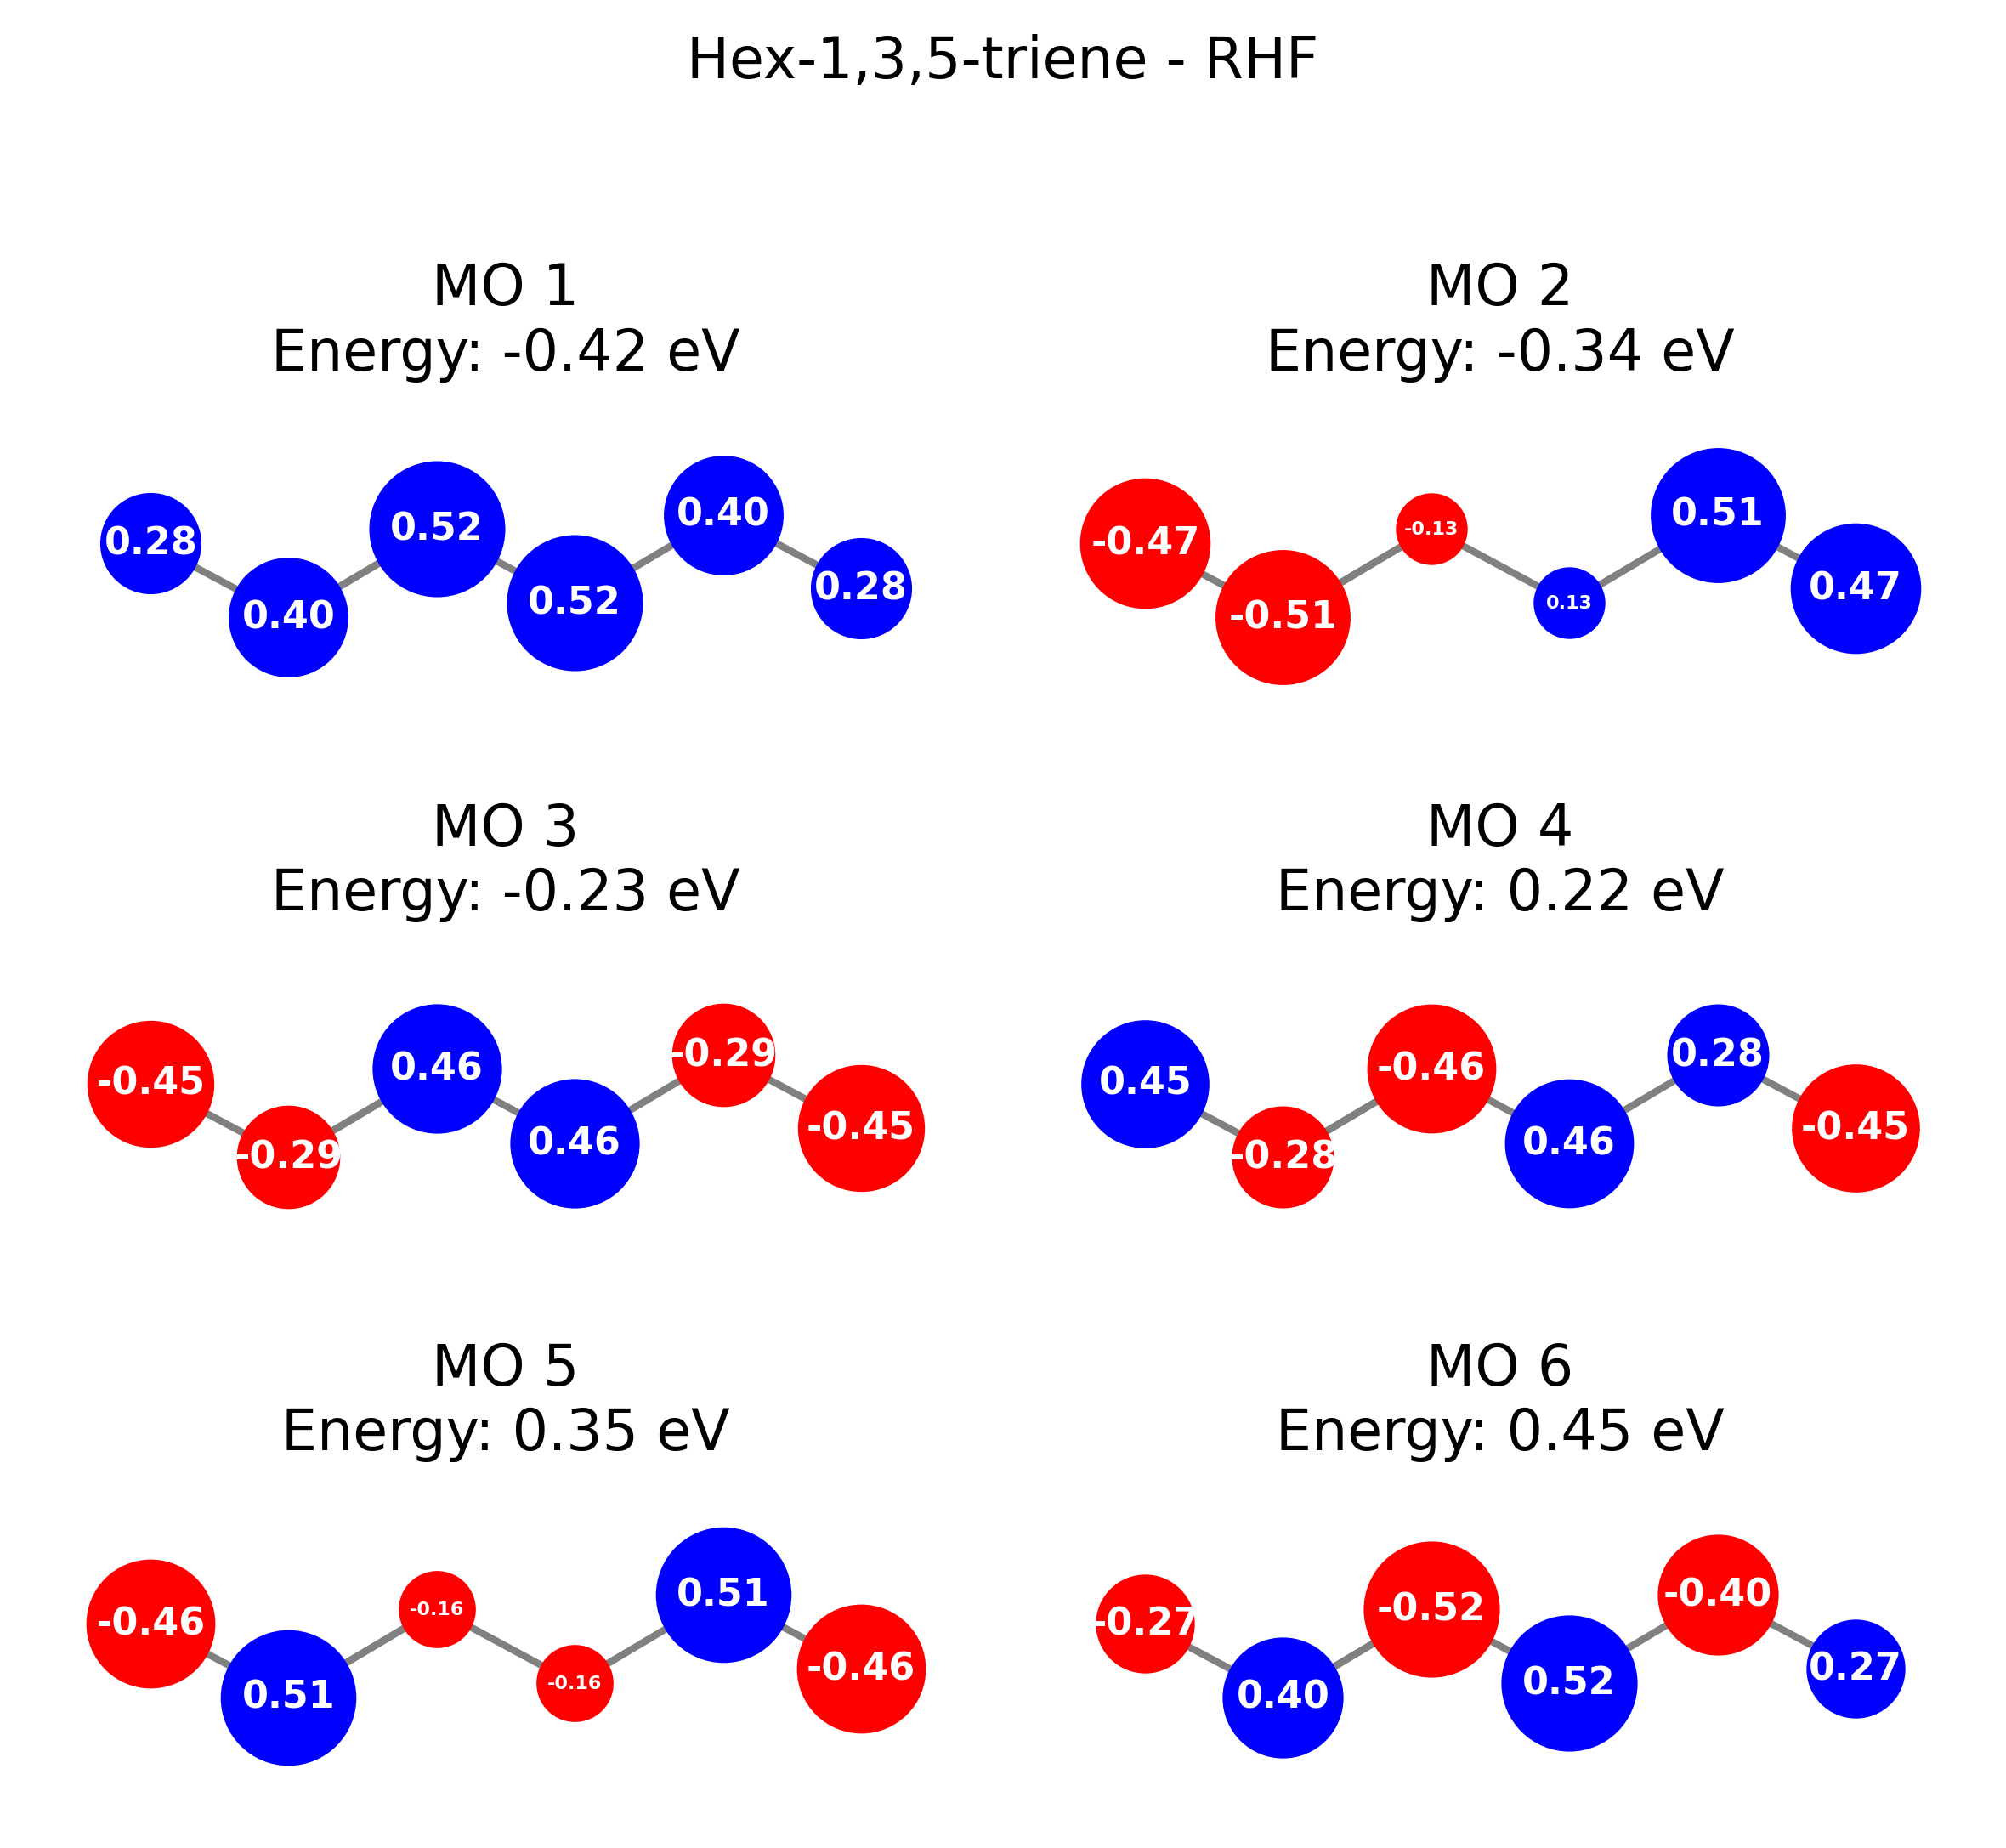 Hex-1,3,5-triene - RHF
MO 1
Energy: -0.42 eV
0.28
0.40
0.52
0.52
0.40
0.28
MO 2
Energy: -0.34 eV
-0.47
-0.51
-0.13
0.13
0.51
0.47
MO 3
Energy: -0.23 eV
-0.45
-0.29
0.46
0.46
-0.29
-0.45
MO 4
Energy: 0.22 eV
0.45
-0.28
-0.46
0.46
0.28
-0.45
MO 5
Energy: 0.35 eV
-0.46
0.51
-0.16
-0.16
0.51
-0.46
MO 6
Energy: 0.45 eV
-0.27
0.40
-0.52
0.52
-0.40
0.27